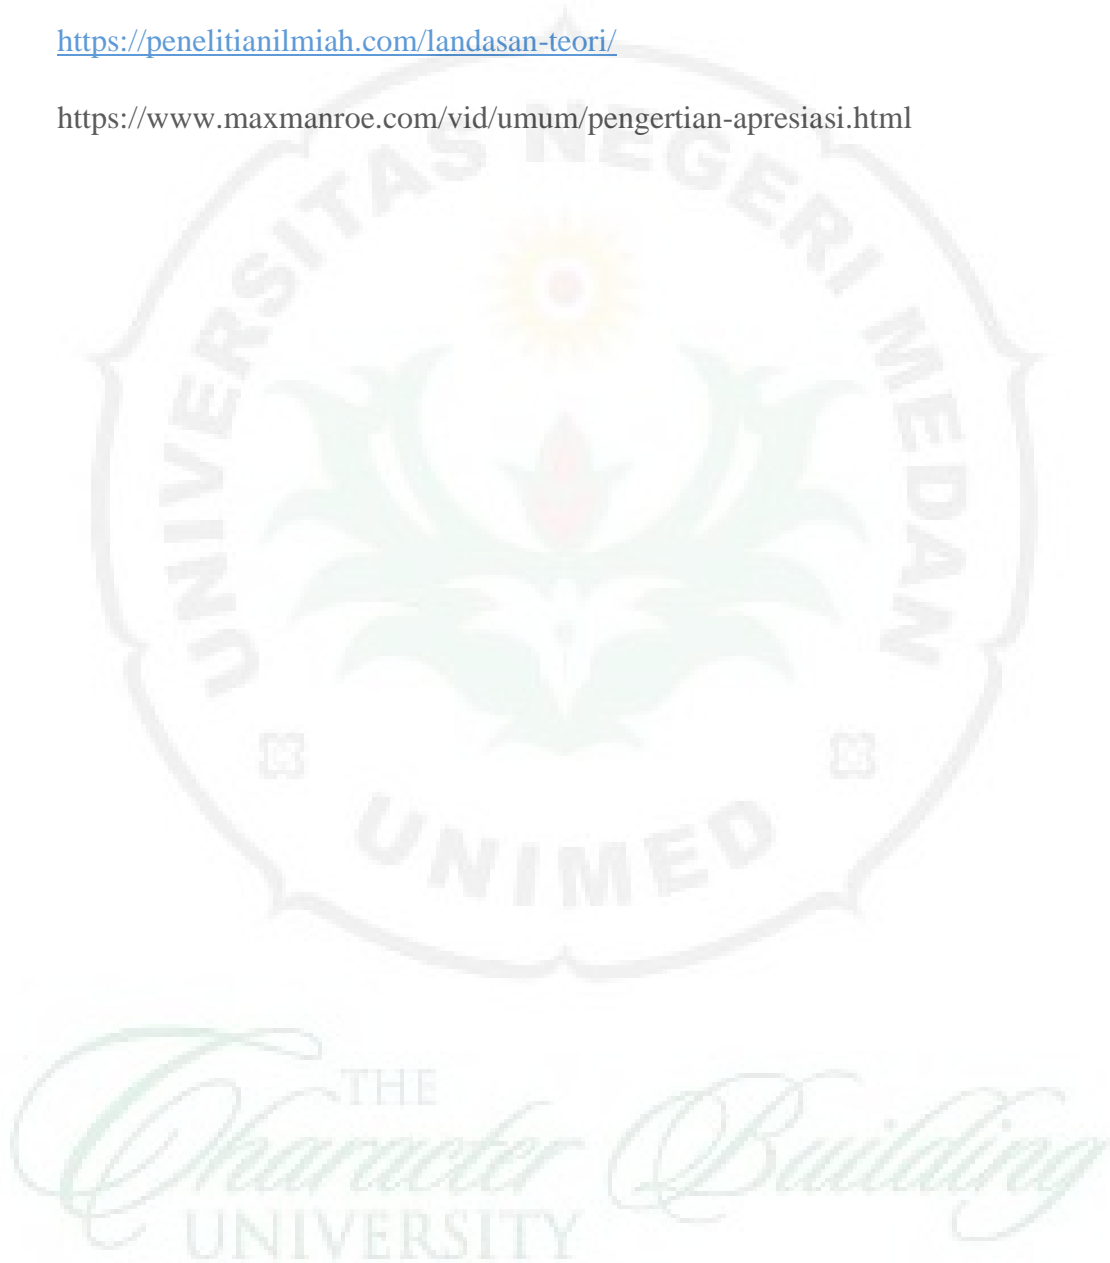 https://penelitianilmiah.com/landasan-teori/
https://www.maxmanroe.com/vid/umum/pengertian-apresiasi.html
UNIVERSITAS NEGERI MEDAN
UNIMED
THE
Character Building
UNIVERSITY